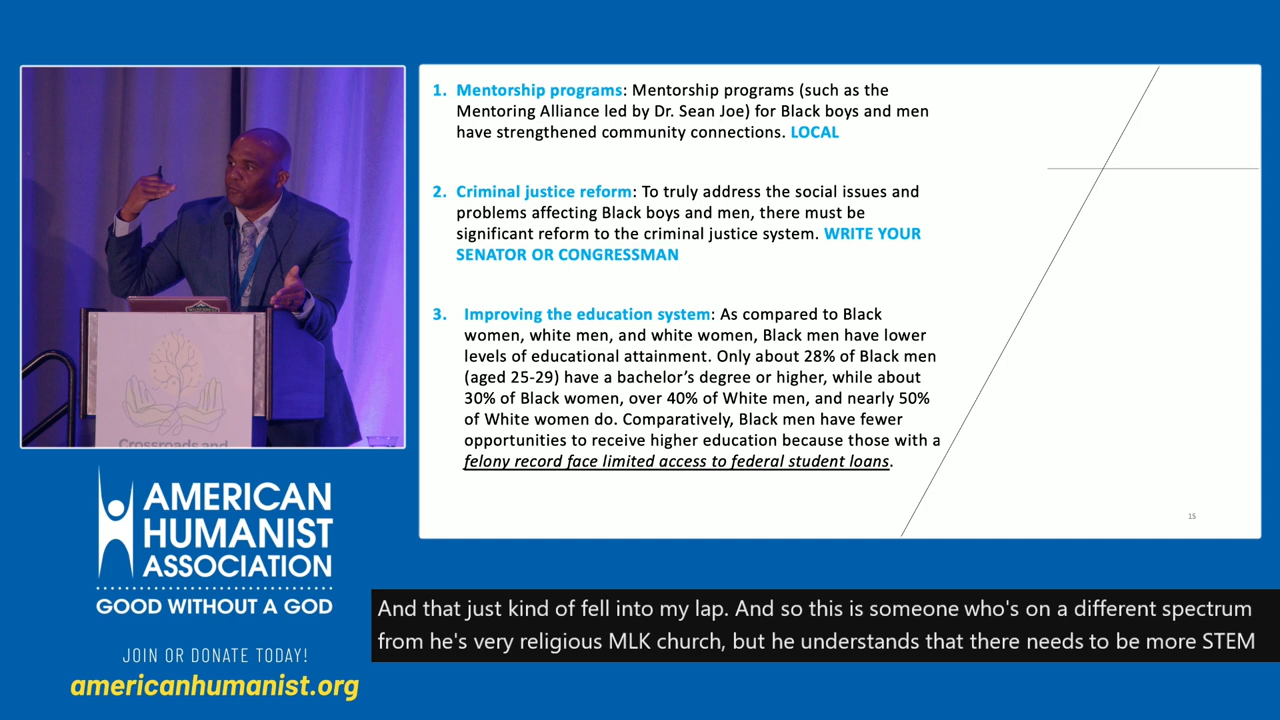 1. Mentorship programs: Mentorship programs (such as the
Mentoring Alliance led by Dr. Sean Joe) for Black boys and men
have strengthened community connections. LOCAL
2. Criminal justice reform: To truly address the social issues and
problems affecting Black boys and men, there must be
significant reform to the criminal justice system. WRITE YOUR
SENATOR OR CONGRESSMAN
3. Improving the education system: As compared to Black
women, white men, and white women, Black men have lower
levels of educational attainment. Only about 28% of Black men
(aged 25-29) have a bachelor's degree or higher, while about
30% of Black women, over 40% of White men, and nearly 50%
of White women do. Comparatively, Black men have fewer
opportunities to receive higher education because those with a
felony record face limited access to federal student loans.
15
Crossroads and
AMERICAN
HUMANIST
ASSOCIATION
GOOD WITHOUT A GOD
JOIN OR DONATE TODAY!
americanhumanist.org
And that just kind of fell into my lap. And so this is someone who's on a different spectrum
from he's very religious MLK church, but he understands that there needs to be more STEM